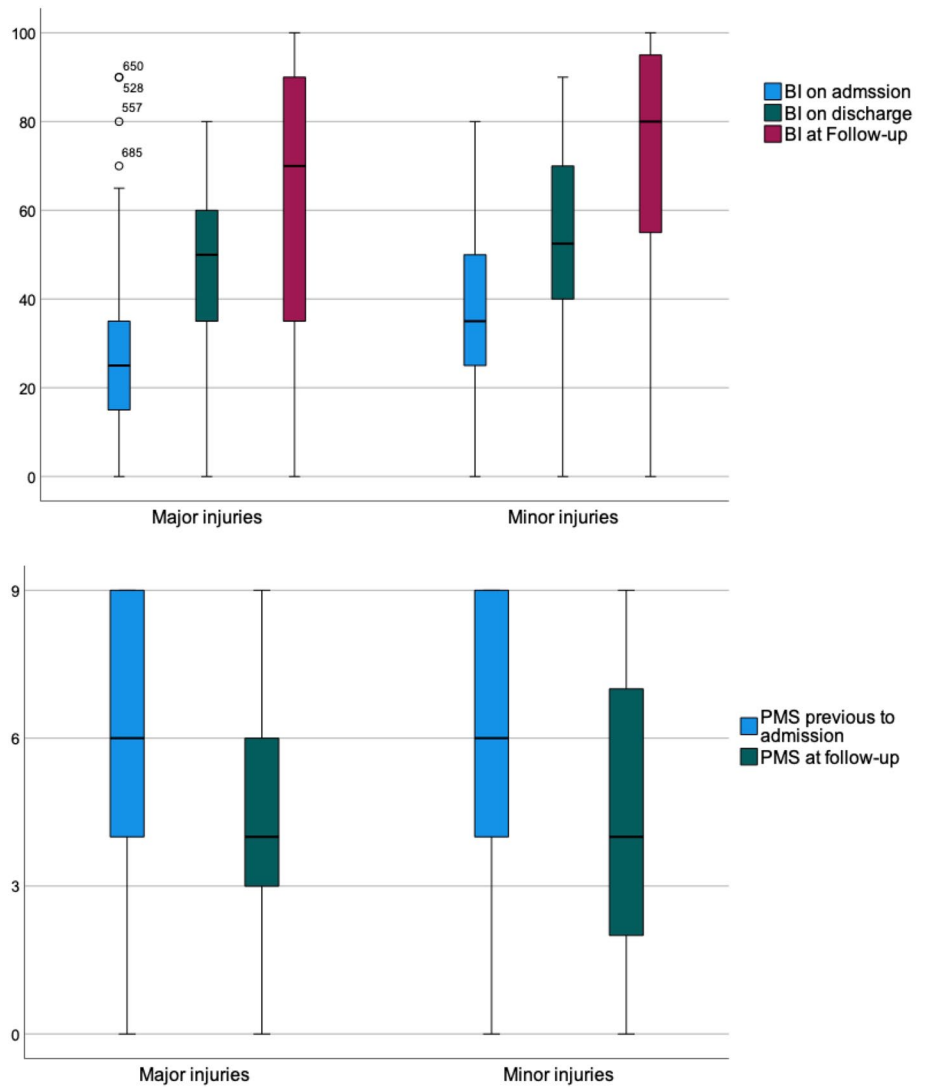 100
80
60
40
20
0
650
528
557
685
Major injuries
Minor injuries
BI on admssion
BI on discharge
BI at Follow-up
9
6
3
0
Major injuries
Minor injuries
PMS previous to
admission
PMS at follow-up